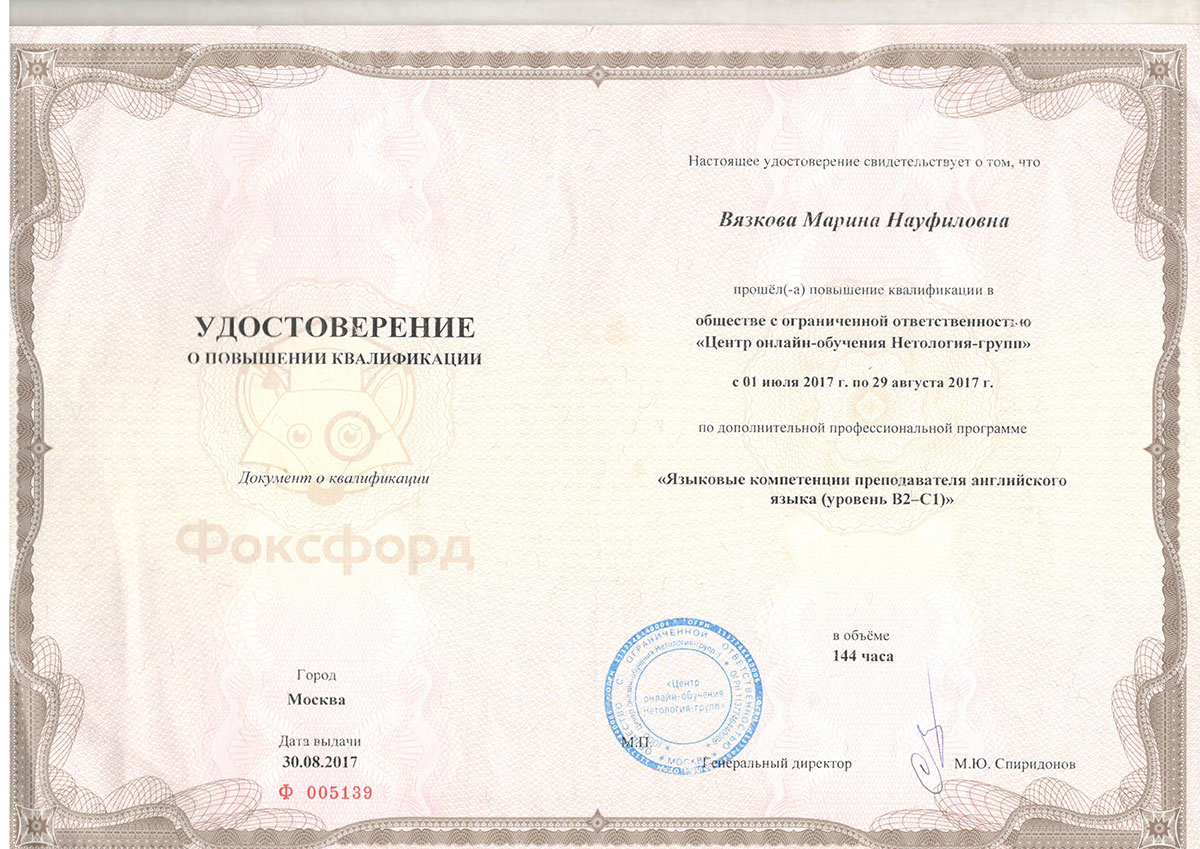 УДОСТОВЕРЕНИЕ
О ПОВЫШЕНИИ КВАЛИФИКАЦИИ
Документ о квалификации
Фоксфорд
Город
Москва
Дата выдачи
30.08.2017
Ф 005139
Настоящее удостоверение свидетельствует о том, что
Вязкова Марина Науфиловна
прошёл(-а) повышение квалификации в
обществе с ограниченной ответственностью
«Центр онлайн-обучения Нетология-групп»
с 01 июля 2017 г. по 29 августа 2017 г.
по дополнительной профессиональной программе
«Языковые компетенции преподавателя английского
языка (уровень B2–C1)»
в объёме
144 часа
«Центр
онлайн-обучения
Нетология-групп»
МОСКВА
М.П.
Генеральный директор
М.Ю. Спиридонов